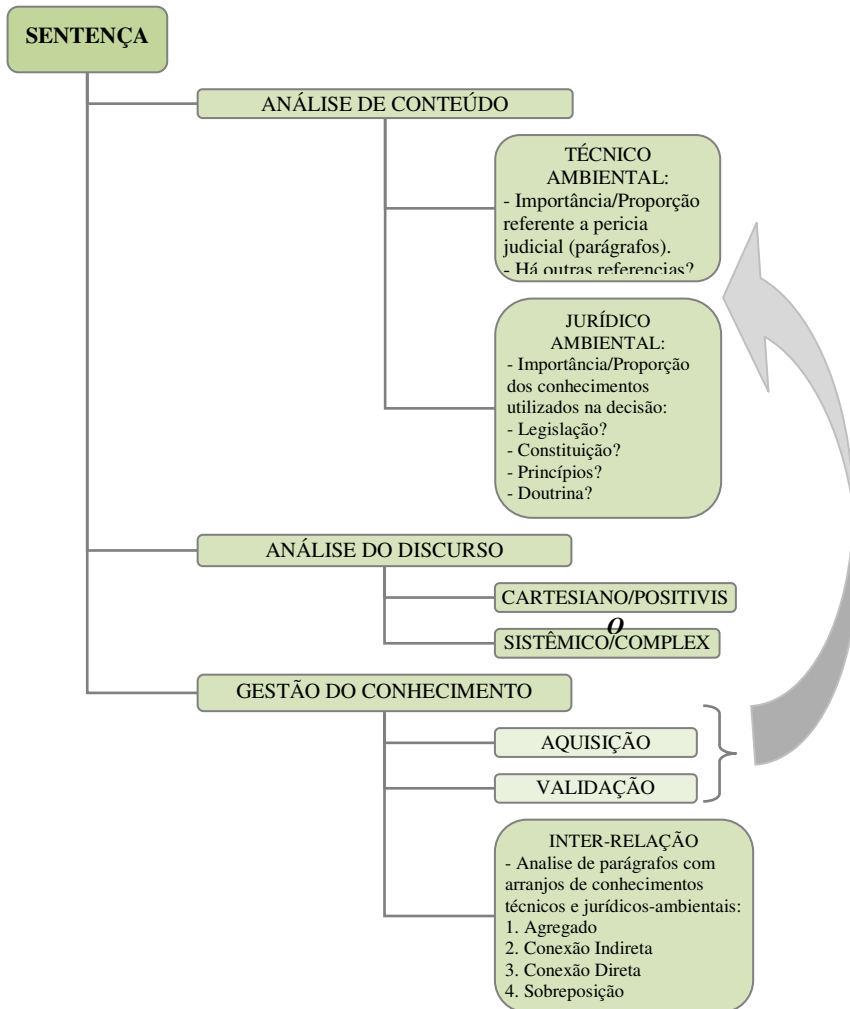 SENTENÇA
ANÁLISE DE CONTEÚDO
TÉCNICO
AMBIENTAL:
- Importância/Proporção
referente a pericia
judicial (parágrafos).
- Há outras referencias?
JURÍDICO
AMBIENTAL:
- Importância/Proporção
dos conhecimentos
utilizados na decisão:
- Legislação?
- Constituição?
- Princípios?
- Doutrina?
ANÁLISE DO DISCURSO
CARTESIANO/POSITIVIS
O
SISTÊMICO/COMPLEX
GESTÃO DO CONHECIMENTO
AQUISIÇÃO
VALIDAÇÃO
INTER-RELAÇÃO
- Analise de parágrafos com
arranjos de conhecimentos
técnicos e jurídicos-ambientais:
1. Agregado
2. Conexão Indireta
3. Conexão Direta
4. Sobreposição